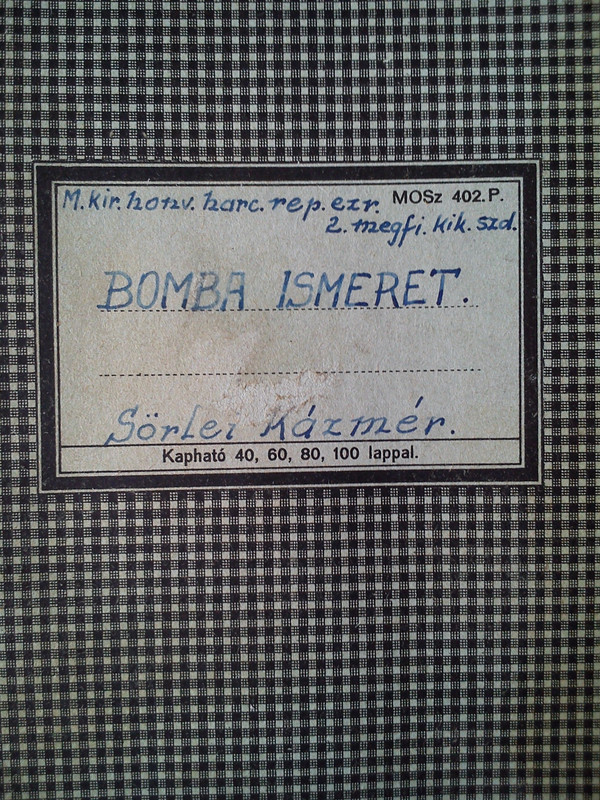 M. kir. honv. harc. rep. ezr. MOSz 402.P.
2. megfi. kik. szd.
BOMBA ISMERET.
Sörlei Kázmér.
Kapható 40, 60, 80, 100 lappal.